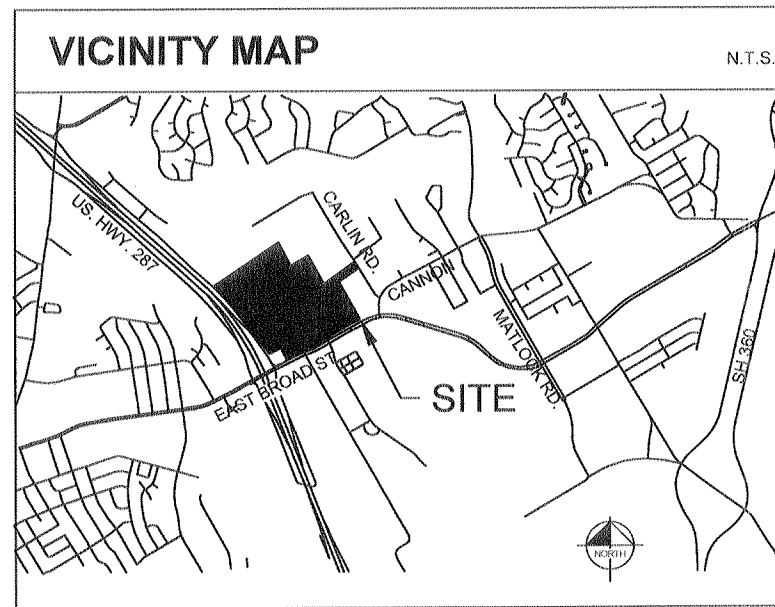 VICINITY MAP
N.T.S.
US. HWY. 287
CARLIN RD.
CANNON
MATLOCK RD.
EAST BROAD ST.
SITE
SH 360
NORTH